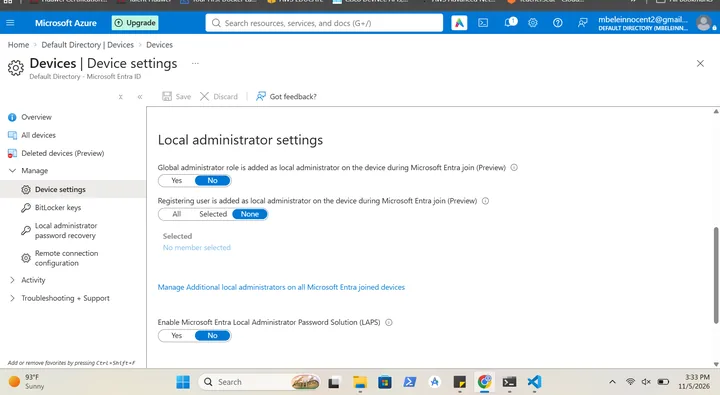 Microsoft Azure
Upgrade
Search resources, services, and docs (G+/)
mbeleinnocent2@gmail....
DEFAULT DIRECTORY (MBELEINN...
Home > Default Directory | Devices > Devices
Devices | Device settings ...
Default Directory - Microsoft Entra ID
Save
Discard
Got feedback?
Overview
All devices
Deleted devices (Preview)
Manage
Device settings
BitLocker keys
Local administrator
password recovery
Remote connection
configuration
Activity
Troubleshooting + Support
Add or remove favorites by pressing Ctrl+Shift+F
Local administrator settings
Global administrator role is added as local administrator on the device during Microsoft Entra join (Preview)
Yes No
Registering user is added as local administrator on the device during Microsoft Entra join (Preview)
All Selected None
Selected
No member selected
Manage Additional local administrators on all Microsoft Entra joined devices
Enable Microsoft Entra Local Administrator Password Solution (LAPS)
Yes No
93°F
Sunny
Search
3:33 PM
11/5/2026